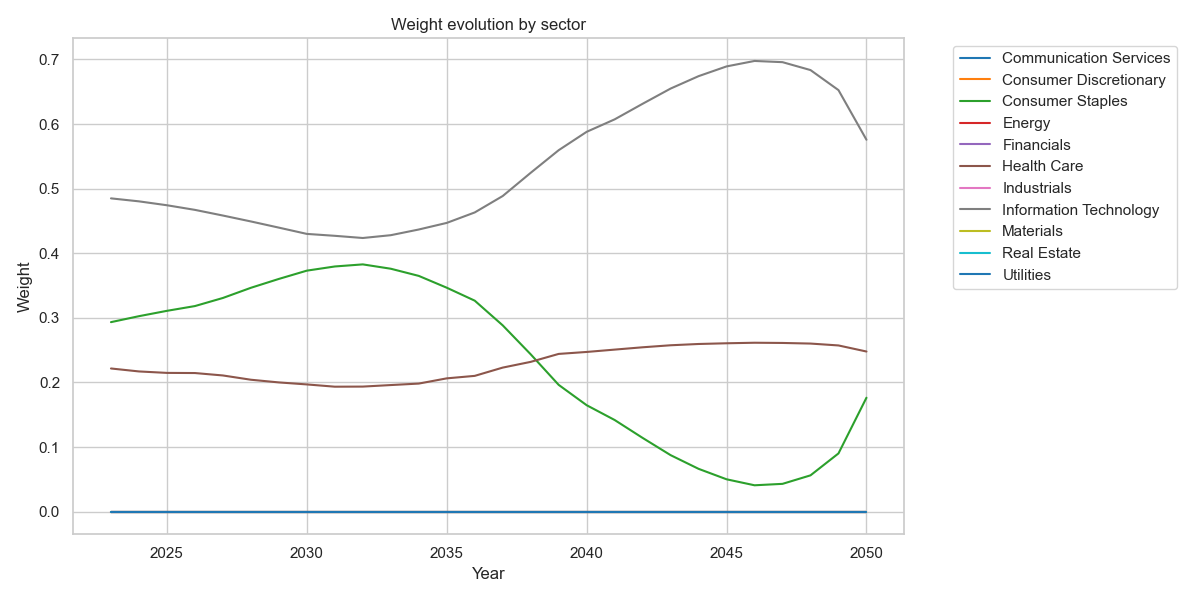 Weight evolution by sector
Weight
0.7
0.6
0.5
0.4
0.3
0.2
0.1
0.0
2025
2030
2035
2040
2045
2050
Year
Communication Services
Consumer Discretionary
Consumer Staples
Energy
Financials
Health Care
Industrials
Information Technology
Materials
Real Estate
Utilities